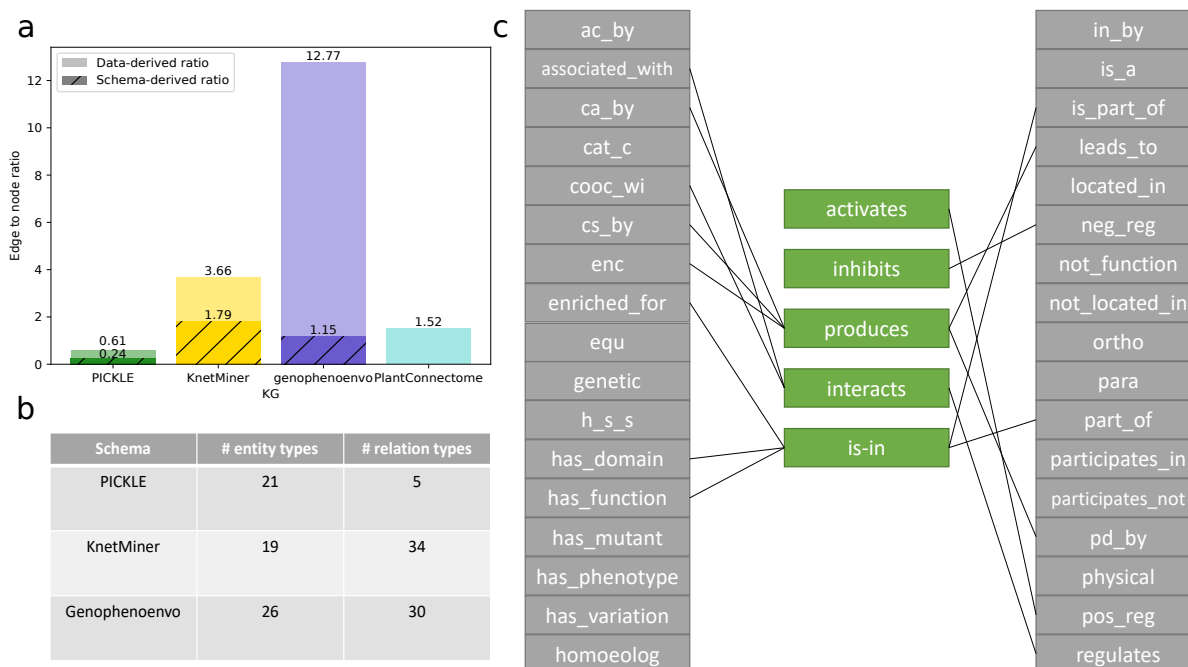 a
Data-derived ratio
Schema-derived ratio
Edge to node ratio
0
2
4
6
8
10
12
0.61
0.24
3.66
1.79
12.77
1.15
1.52
PICKLE
KnetMiner
genophenoenvo
PlantConnectome
KG
b
Schema # entity types # relation types
PICKLE 21 5
KnetMiner 19 34
Genophenoenvo 26 30
c
ac_by
associated_with
ca_by
cat_c
cooc_wi
cs_by
enc
enriched_for
equ
genetic
h_s_s
has_domain
has_function
has_mutant
has_phenotype
has_variation
homoeolog
activates
inhibits
produces
interacts
is-in
in_by
is_a
is_part_of
leads_to
located_in
neg_reg
not_function
not_located_in
ortho
para
part_of
participates_in
participates_not
pd_by
physical
pos_reg
regulates